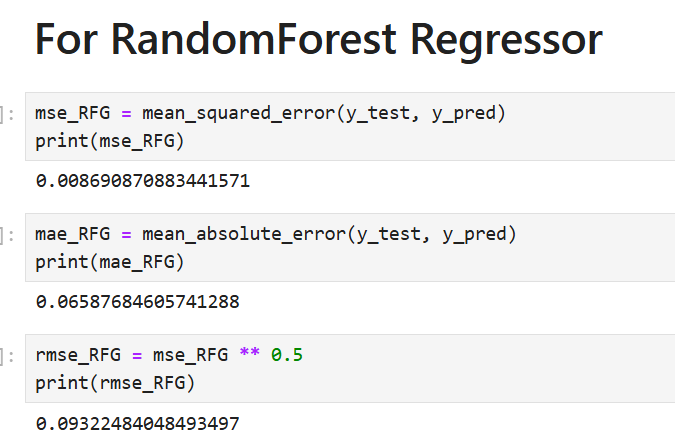 For RandomForest Regressor
]: mse_RFG = mean_squared_error(y_test, y_pred)
print(mse_RFG)
0.008690870883441571
]: mae_RFG = mean_absolute_error(y_test, y_pred)
print(mae_RFG)
0.06587684605741288
]: rmse_RFG = mse_RFG ** 0.5
print(rmse_RFG)
0.09322484048493497